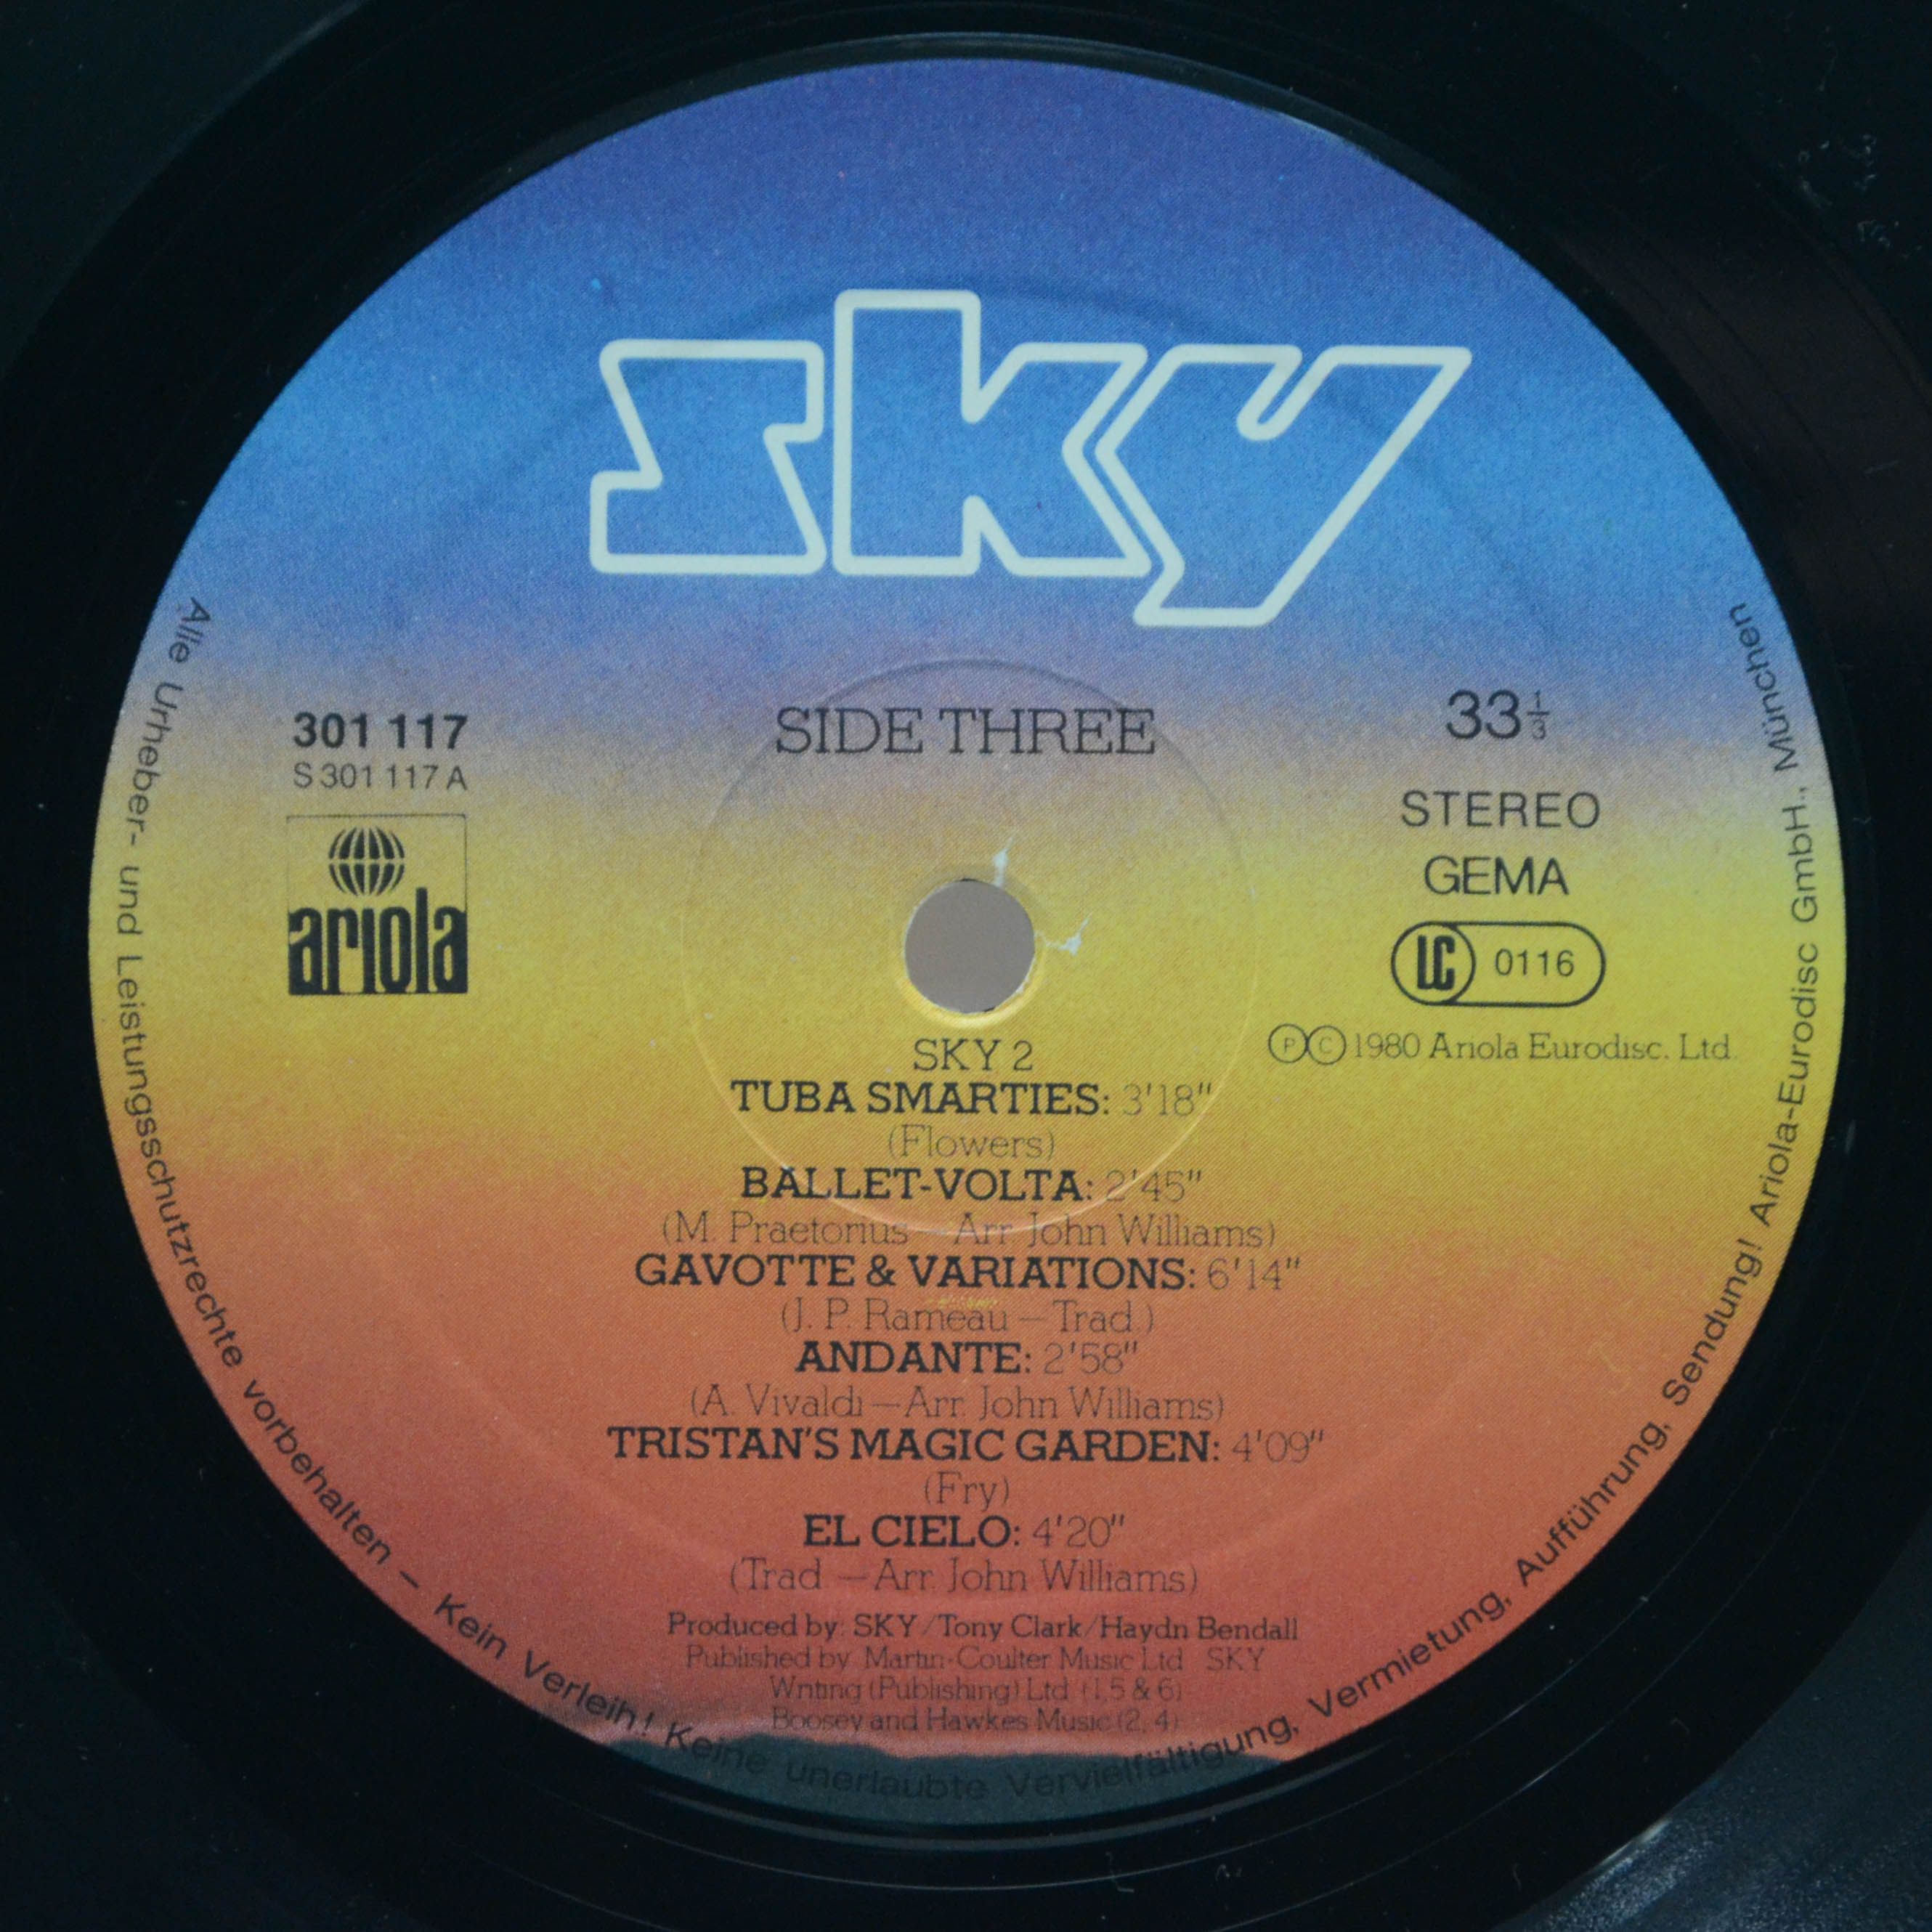 sky
SIDE THREE
301 117
S 301 117 A
ariola
33 1/3
STEREO
GEMA
LC 0116
Ⓟ Ⓒ 1980 Ariola Eurodisc. Ltd.
SKY 2
TUBA SMARTIES: 3'18"
(Flowers)
BALLET-VOLTA: 2'45"
(M. Praetorius — Arr. John Williams)
GAVOTTE & VARIATIONS: 6'14"
(J. P. Rameau — Trad.)
ANDANTE: 2'58"
(A. Vivaldi — Arr. John Williams)
TRISTAN'S MAGIC GARDEN: 4'09"
(Fry)
EL CIELO: 4'20"
(Trad. — Arr. John Williams)
Produced by: SKY/Tony Clark/Haydn Bendall
Published by Martin-Coulter Music Ltd SKY
Writing (Publishing) Ltd (1,5 & 6)
Boosey and Hawkes Music (2, 4)
Alle Urheber- und Leistungsschutzrechte vorbehalten – Kein Verleih! Keine unerlaubte Vervielfältigung, Vermietung, Aufführung, Sendung! Ariola-Eurodisc GmbH., München